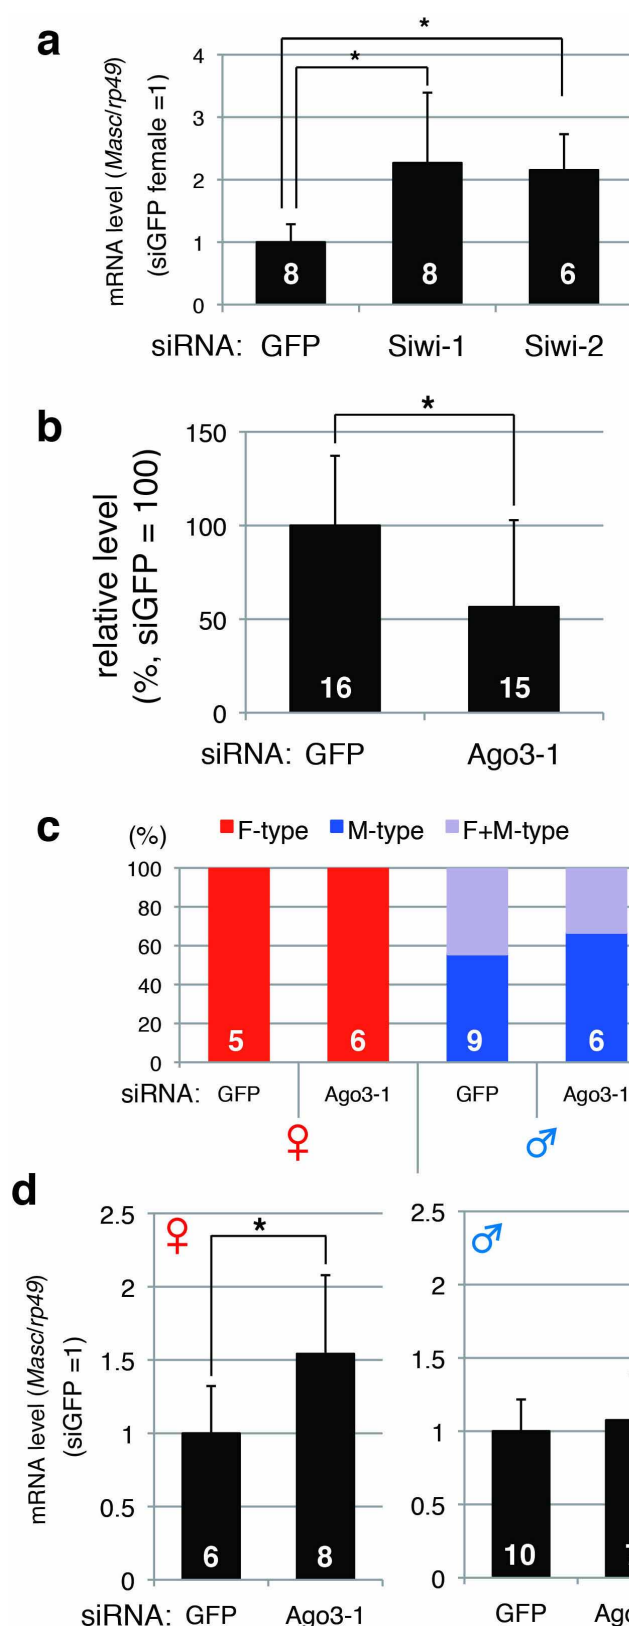 a
*
*
mRNA level (Masc/rp49)
(siGFP female =1)
4
3
2
1
0
8
8
6
siRNA: GFP Siwi-1 Siwi-2
b
*
relative level
(%, siGFP = 100)
150
100
50
0
16
15
siRNA: GFP Ago3-1
c
(%)
F-type M-type F+M-type
100
80
60
40
20
0
5
6
9
6
siRNA: GFP Ago3-1 GFP Ago3-1
♀ ♂
d
mRNA level (Masc/rp49)
(siGFP =1)
♀
*
2.5
2
1.5
1
0.5
0
6
8
siRNA: GFP Ago3-1
♂
2.5
2
1.5
1
0.5
0
10
GFP Ago